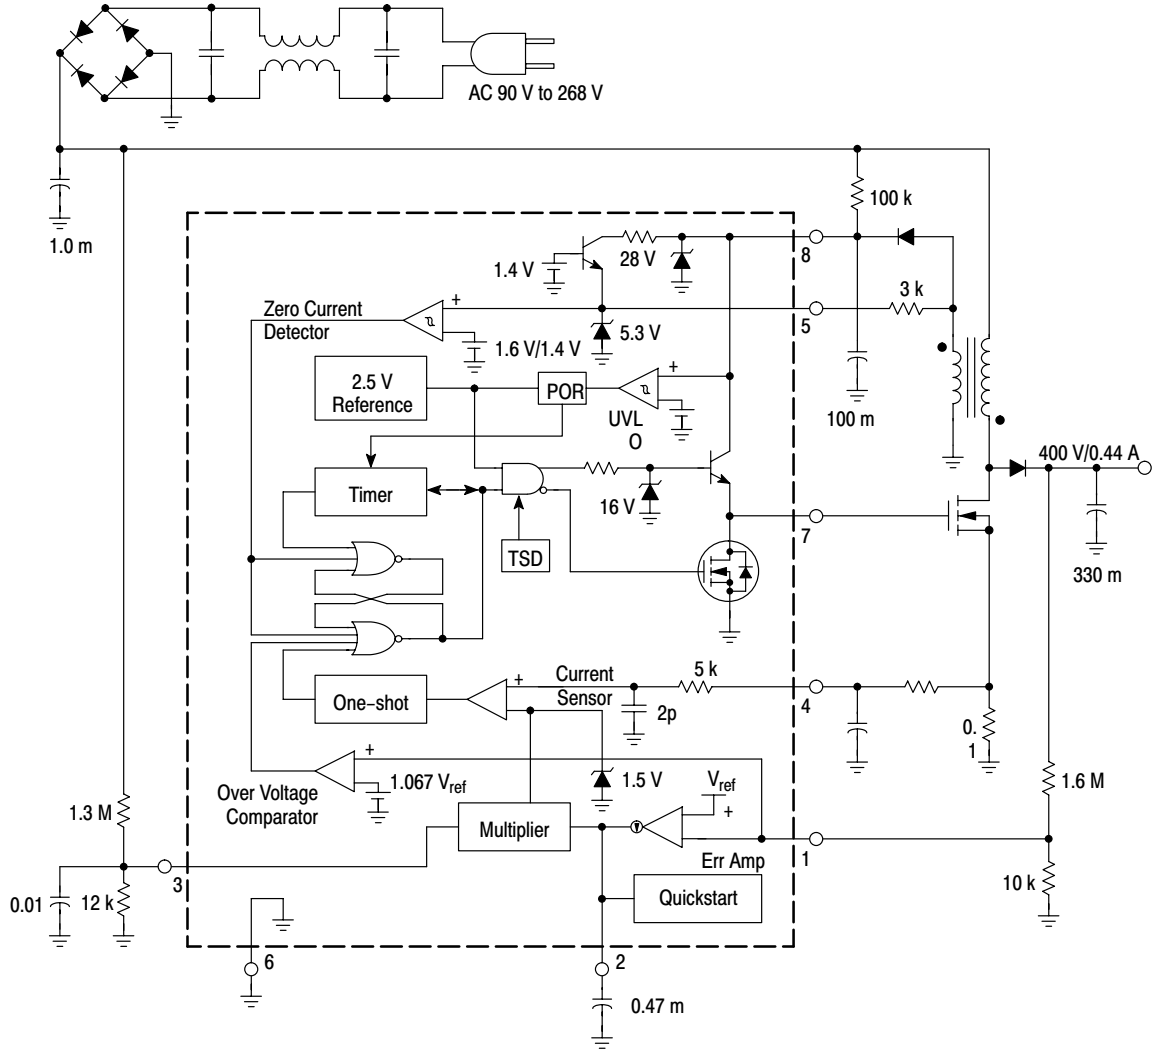 AC 90 V to 268 V
1.0 m
100 k
8
1.4 V
28 V
3 k
5
Zero Current
Detector
+
5.3 V
1.6 V/1.4 V
2.5 V
Reference
POR
+
UVL
O
100 m
400 V/0.44 A
Timer
16 V
7
TSD
330 m
Current
Sensor
+
5 k
One-shot
2p
4
0.
1
+
1.067 Vref
1.5 V
Vref
1.6 M
Over Voltage
Comparator
1.3 M
Multiplier
+
Err Amp
1
3
10 k
0.01
12 k
Quickstart
6
2
0.47 m